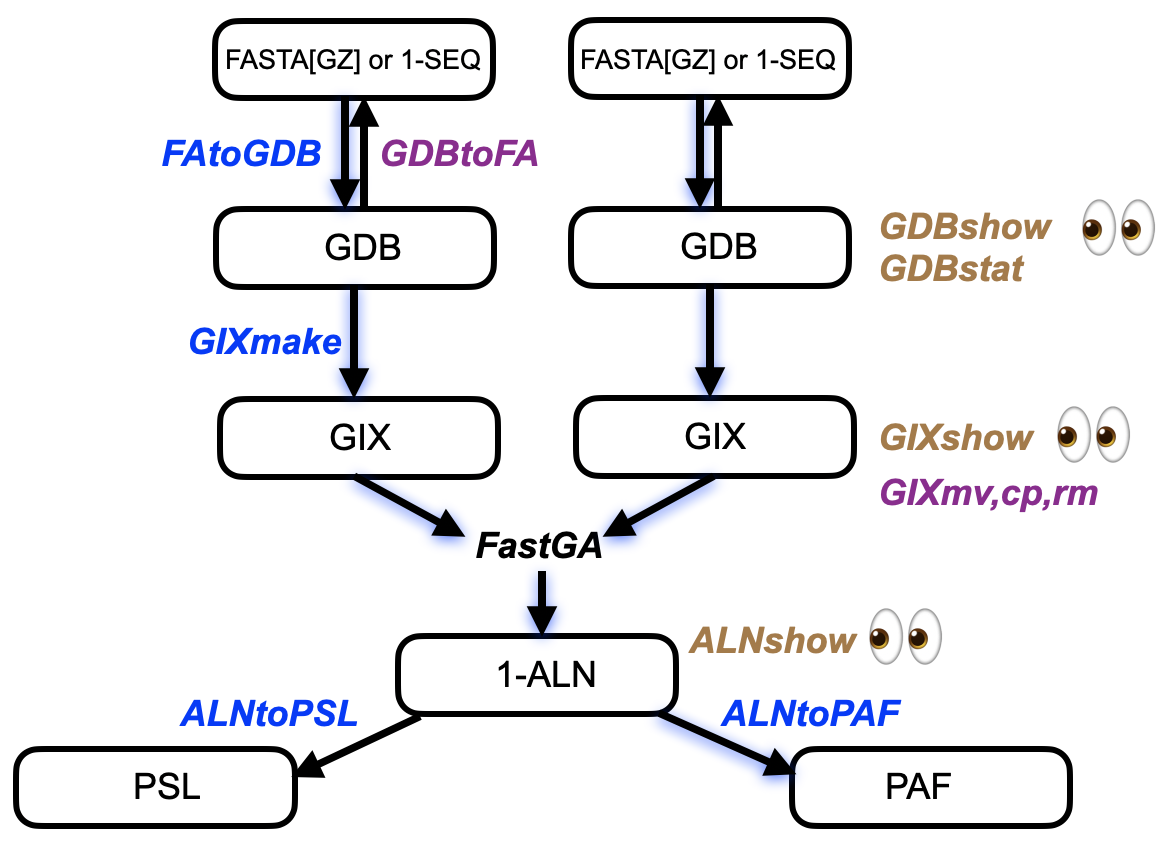 FASTA[GZ] or 1-SEQ
FASTA[GZ] or 1-SEQ
FAtoGDB
GDBtoFA
GDB
GDB
GDBshow
GDBstat
GIXmake
GIX
GIX
GIXshow
GIXmv,cp,rm
FastGA
1-ALN
ALNshow
ALNtoPSL
ALNtoPAF
PSL
PAF